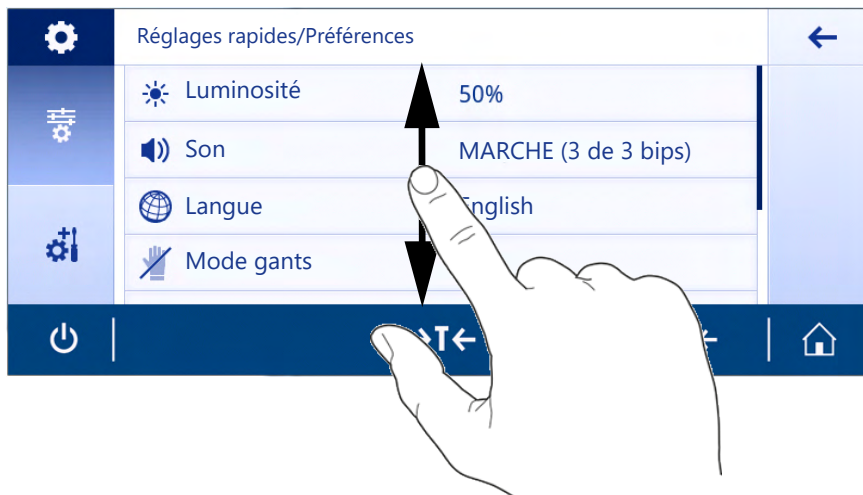 Réglages rapides/Préférences
Luminosité 50%
Son MARCHE (3 de 3 bips)
Langue English
Mode gants
T